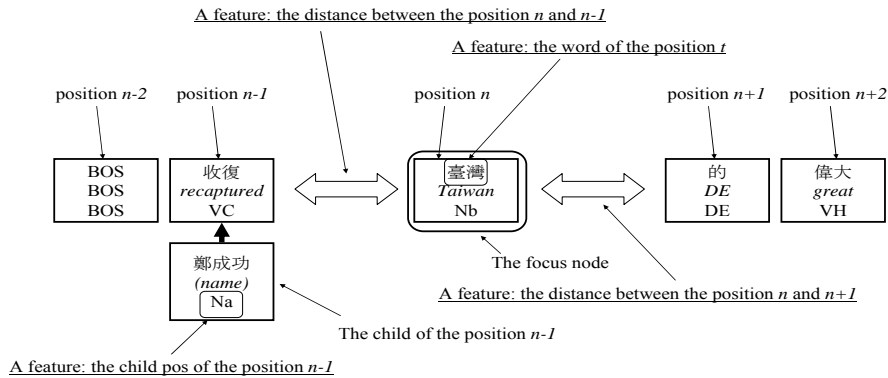 A feature: the distance between the position n and n-1
A feature: the word of the position t
position n-2
position n-1
position n
position n+1
position n+2
BOS
BOS
BOS
收復
recaptured
VC
臺灣
Taiwan
Nb
的
DE
DE
偉大
great
VH
鄭成功
(name)
Na
The focus node
A feature: the distance between the position n and n+1
The child of the position n-1
A feature: the child pos of the position n-1